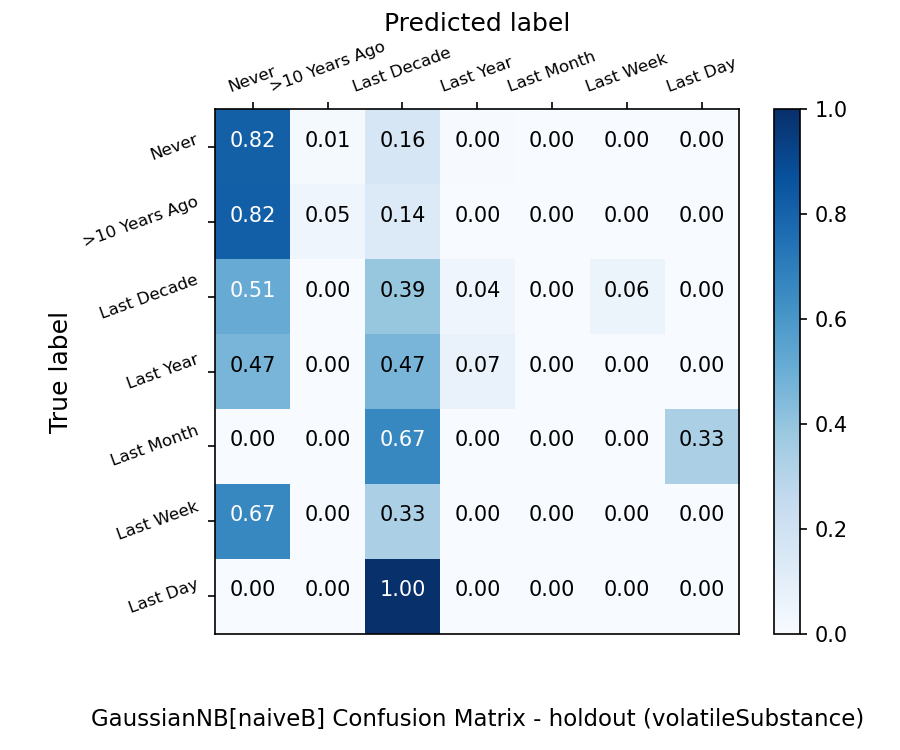 Predicted label
Never >10 Years Ago Last Decade Last Year Last Month Last Week Last Day
True label
Never 0.82 0.01 0.16 0.00 0.00 0.00 0.00
>10 Years Ago 0.82 0.05 0.14 0.00 0.00 0.00 0.00
Last Decade 0.51 0.00 0.39 0.04 0.00 0.06 0.00
Last Year 0.47 0.00 0.47 0.07 0.00 0.00 0.00
Last Month 0.00 0.00 0.67 0.00 0.00 0.00 0.33
Last Week 0.67 0.00 0.33 0.00 0.00 0.00 0.00
Last Day 0.00 0.00 1.00 0.00 0.00 0.00 0.00
1.0
0.8
0.6
0.4
0.2
0.0
GaussianNB[naiveB] Confusion Matrix - holdout (volatileSubstance)